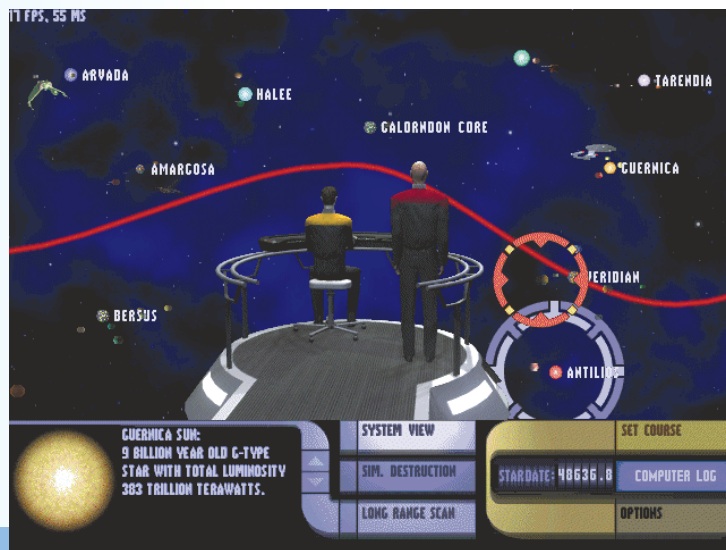 17 FPS, 55 MS
ARVADA
HALEE
TARENDIA
GALORNDON CORE
AMARGOSA
GUERNICA
VERIDIAN
BERSUS
ANTILIOS
GUERNICA SUN:
9 BILLION YEAR OLD G-TYPE
STAR WITH TOTAL LUMINOSITY
383 TRILLION TERAWATTS.
SYSTEM VIEW
SIM. DESTRUCTION
LONG RANGE SCAN
SET COURSE
STARDATE: 48636.8
COMPUTER LOG
OPTIONS